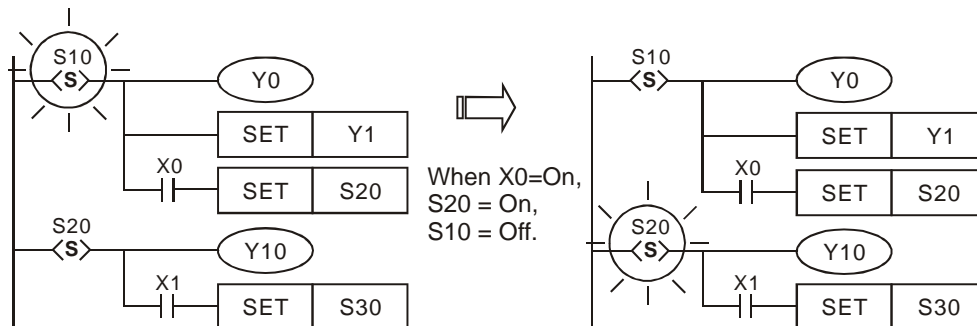 S10
S
Y0
SET Y1
X0
SET S20
S20
S
Y10
X1
SET S30
When X0=On,
S20 = On,
S10 = Off.
S10
S
Y0
SET Y1
X0
SET S20
S20
S
Y10
X1
SET S30